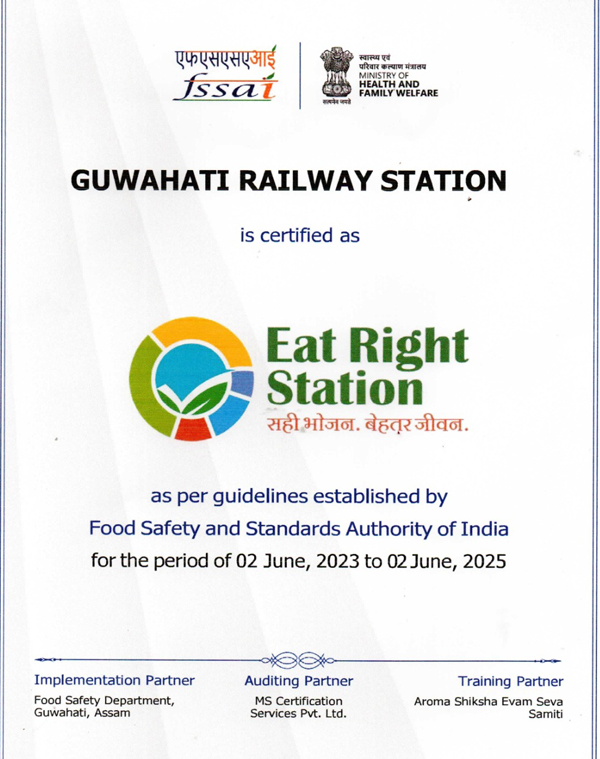 एफएसएसएआई
fssai
स्वास्थ्य एवं
परिवार कल्याण मंत्रालय
MINISTRY OF
HEALTH AND
FAMILY WELFARE
सत्यमेव जयते
GUWAHATI RAILWAY STATION
is certified as
Eat Right
Station
सही भोजन. बेहतर जीवन.
as per guidelines established by
Food Safety and Standards Authority of India
for the period of 02 June, 2023 to 02 June, 2025
Implementation Partner
Food Safety Department,
Guwahati, Assam
Auditing Partner
MS Certification
Services Pvt. Ltd.
Training Partner
Aroma Shiksha Evam Seva
Samiti